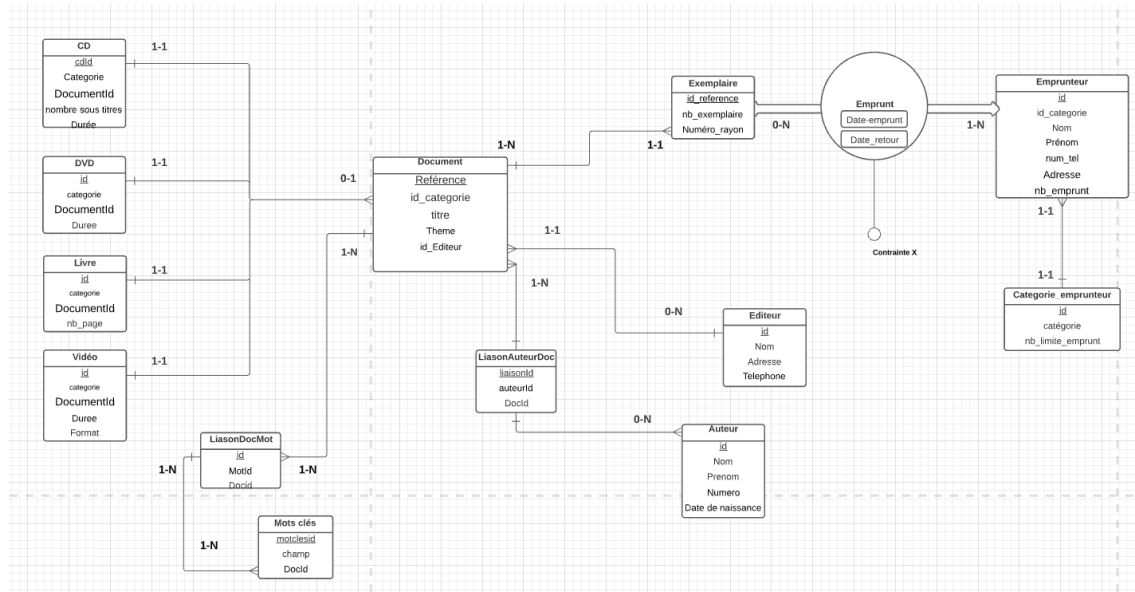 CD
cdId
Categorie
DocumentId
nombre sous titres
Durée
1-1
DVD
id
categorie
DocumentId
Duree
1-1
Livre
id
categorie
DocumentId
nb_page
1-1
Vidéo
id
categorie
DocumentId
Duree
Format
1-1
0-1
1-N
Document
Reférence
id_categorie
titre
Theme
id_Editeur
1-N
1-1
1-1
1-N
0-N
Exemplaire
id_reference
nb_exemplaire
Numéro_rayon
0-N
Emprunt
Date-emprunt
Date_retour
Contrainte X
1-N
Emprunteur
id
id_categorie
Nom
Prénom
num_tel
Adresse
nb_emprunt
1-1
1-1
Categorie_emprunteur
id
catégorie
nb_limite_emprunt
Editeur
id
Nom
Adresse
Telephone
LiasonAuteurDoc
liaisonId
auteurId
DocId
0-N
Auteur
id
Nom
Prenom
Numero
Date de naissance
LiasonDocMot
id
MotId
Docid
1-N
1-N
1-N
Mots clés
motclesid
champ
DocId